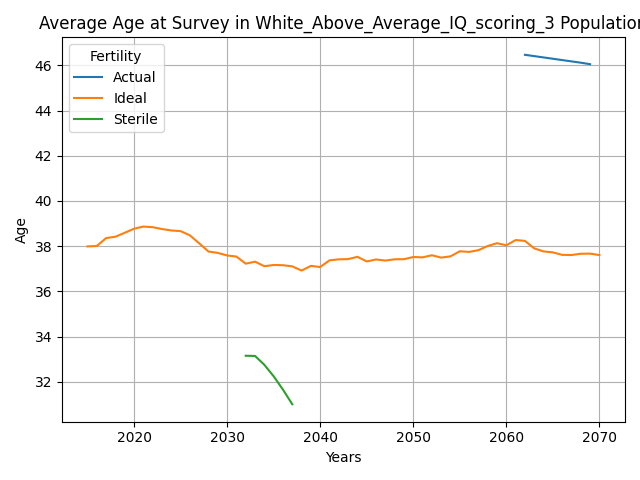 Average Age at Survey in White_Above_Average_IQ_scoring_3 Population
Fertility
Actual
Ideal
Sterile
46
44
42
40
38
36
34
32
Age
2020 2030 2040 2050 2060 2070
Years